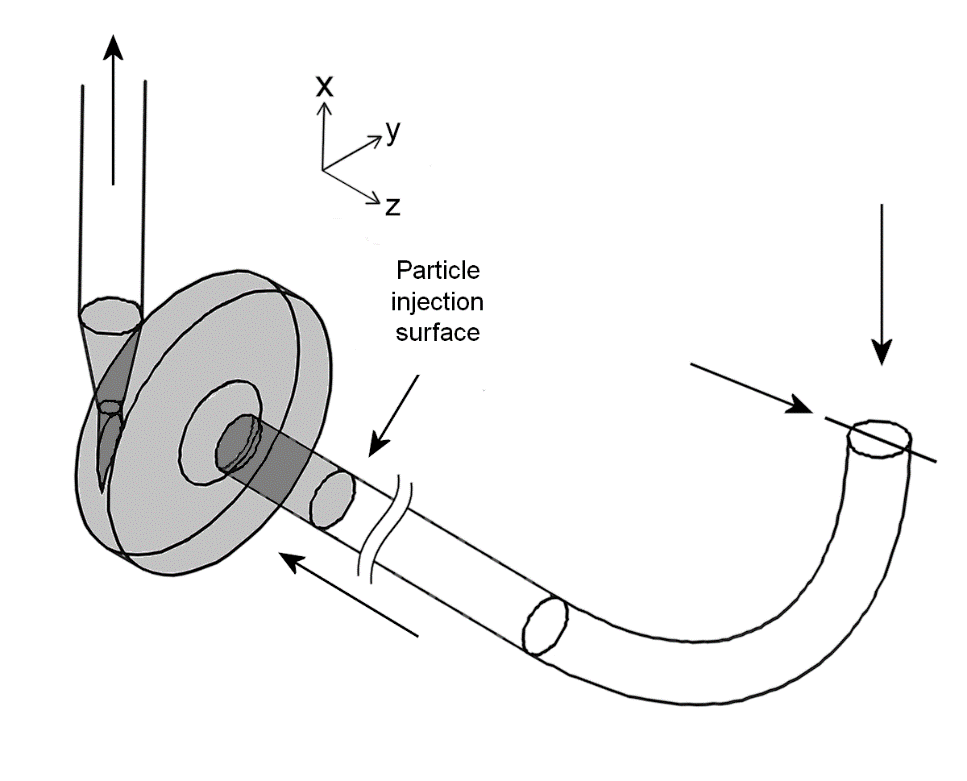 x
y
z
Particle
injection
surface